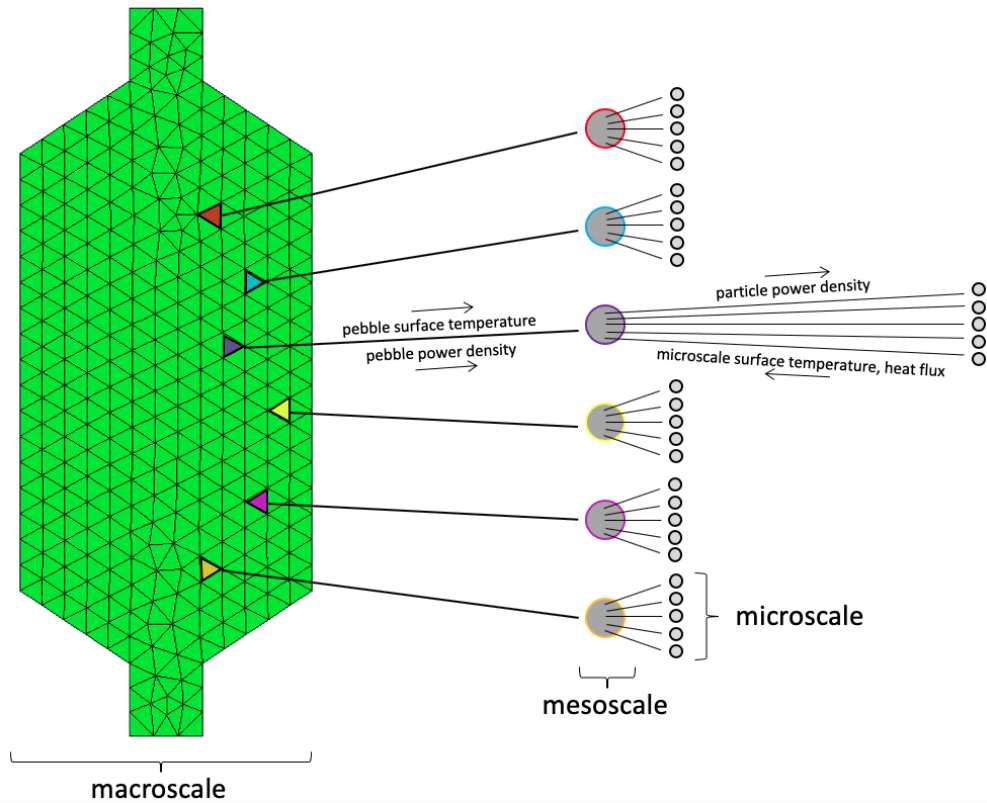 particle power density
pebble surface temperature
pebble power density
microscale surface temperature, heat flux
microscale
mesoscale
macroscale